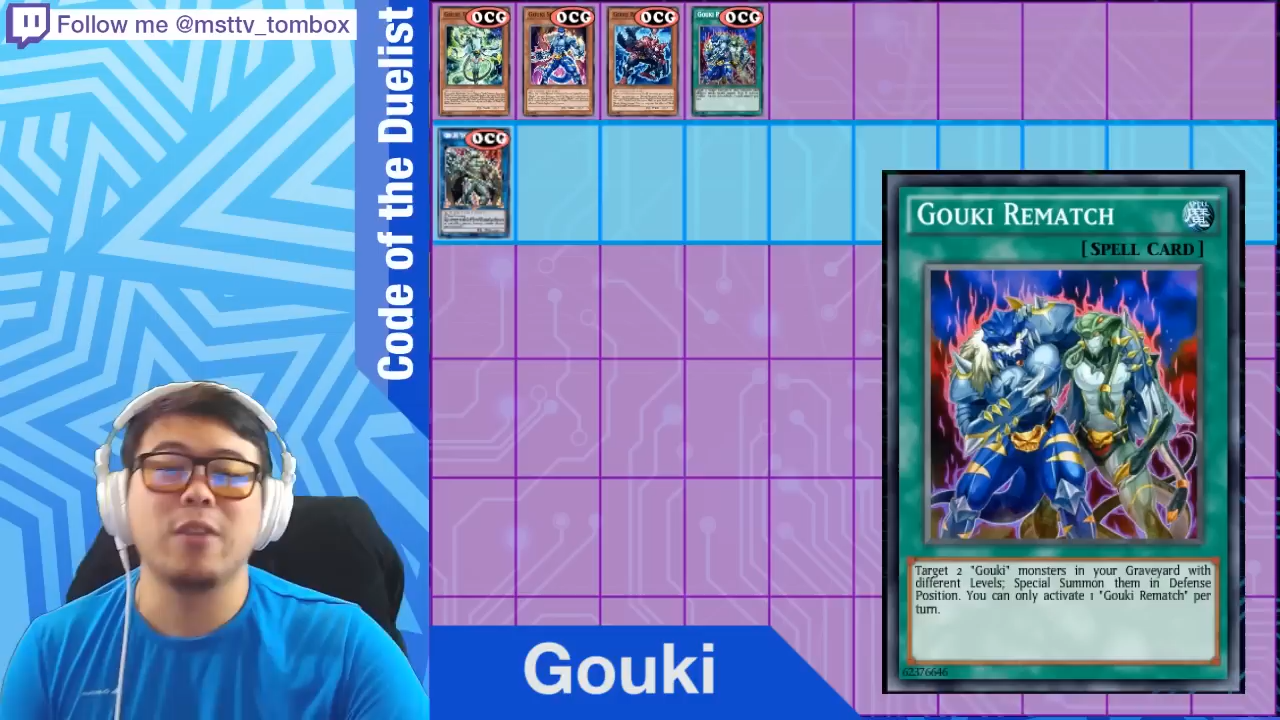 Follow me @msttv_tombox
Code of the Duelist
OCG
OCG
OCG
OCG
OCG
GOUKI REMATCH
[SPELL CARD]
Target 2 "Gouki" monsters in your Graveyard with
different Levels; Special Summon them in Defense
Position. You can only activate 1 "Gouki Rematch" per
turn.
62376646
Gouki